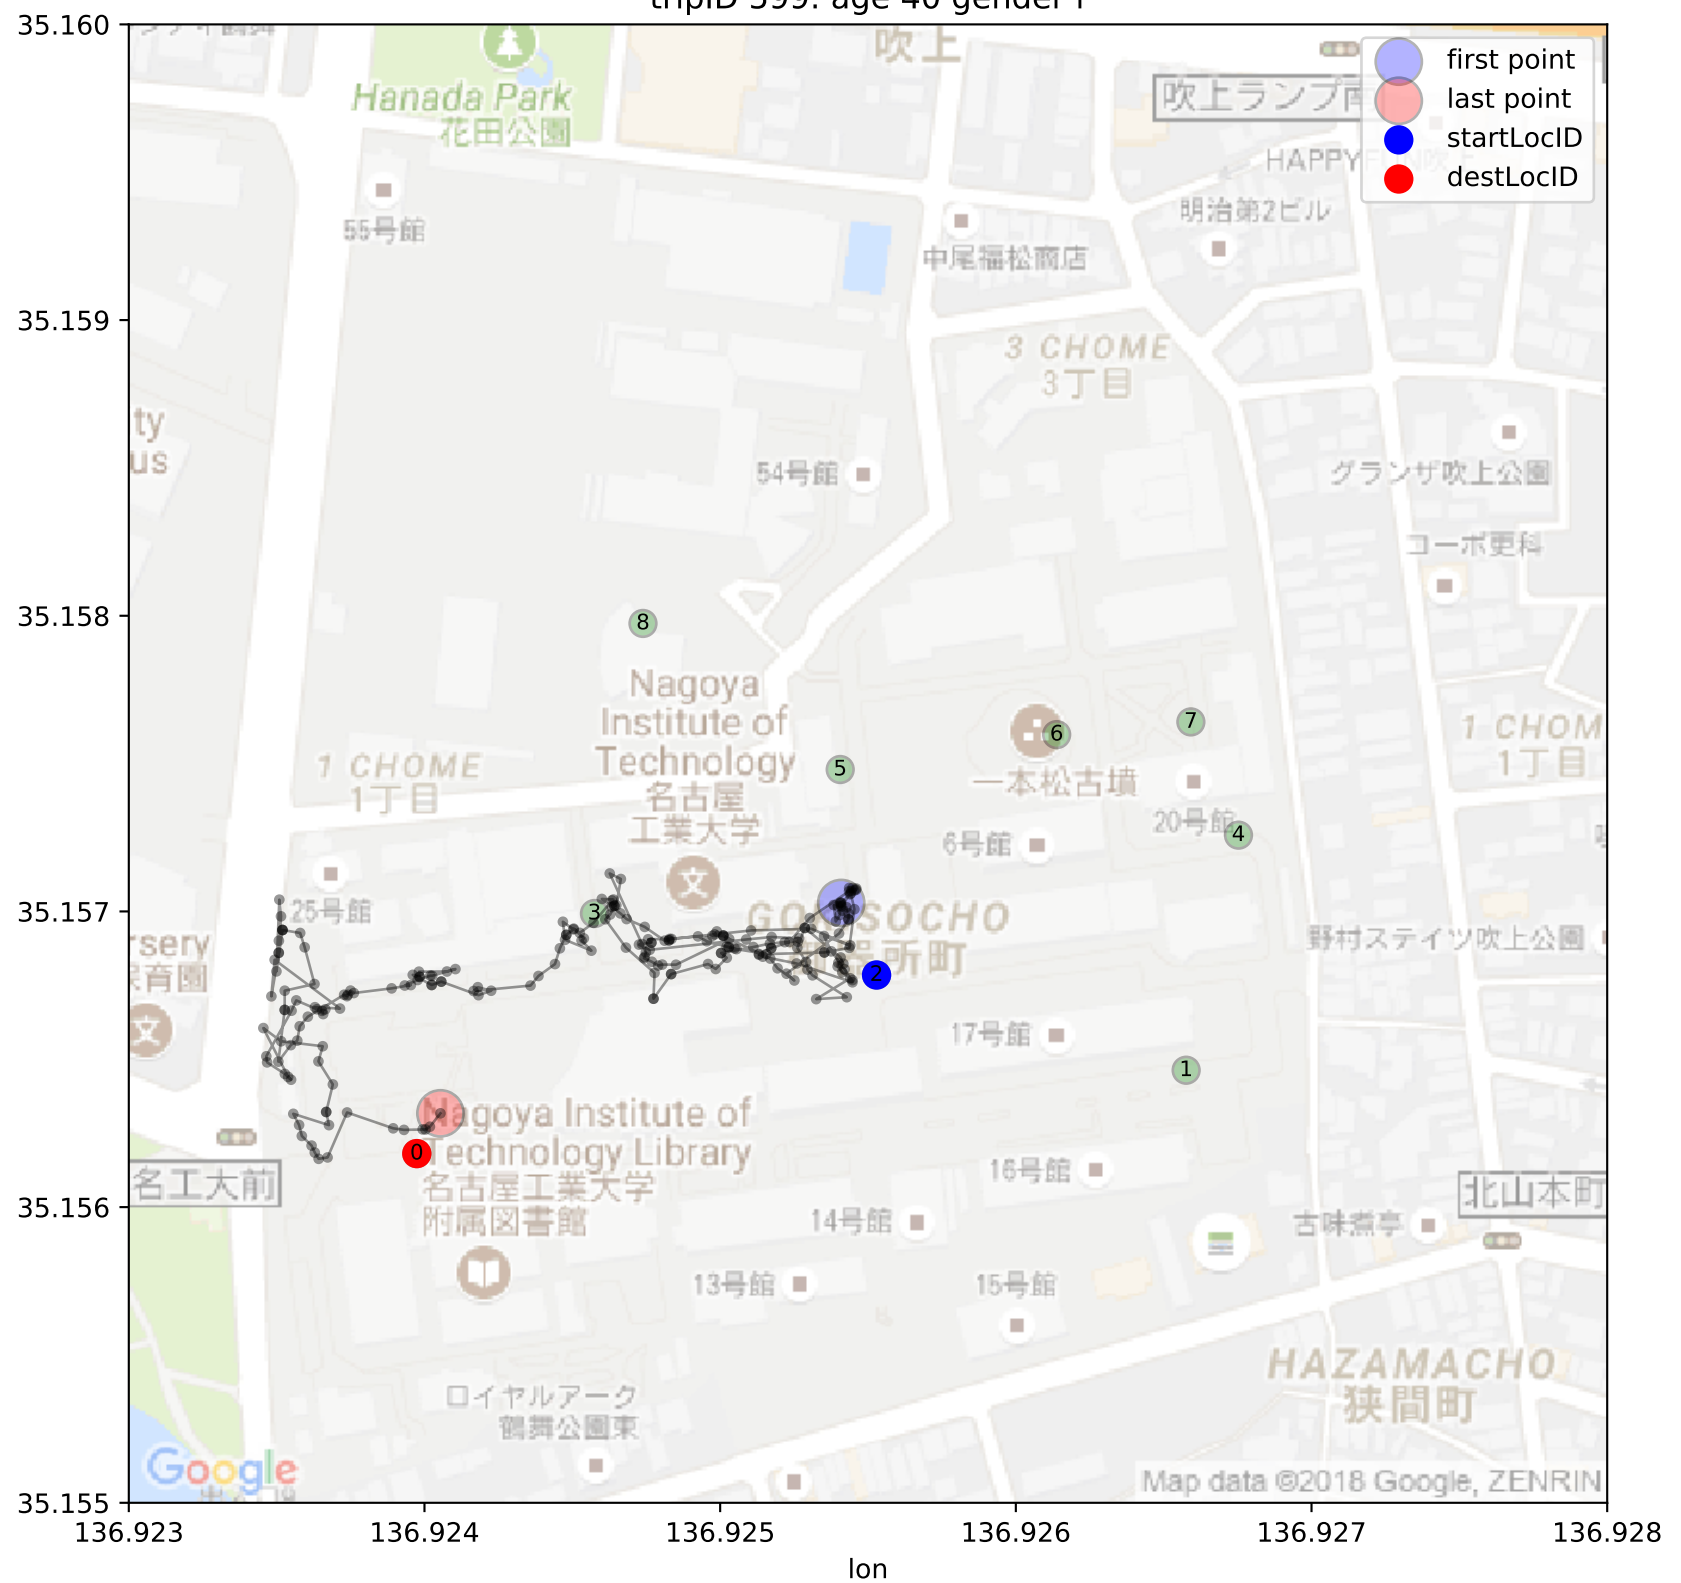 35.160
吹上
first point
last point
startLocID
destLocID
吹上ランプ南
Hanada Park
花田公園
55号館
明治第2ビル
中尾福松商店
35.159
3 CHOME
3丁目
ty
us
54号館
グランザ吹上公園
コーポ更科
35.158
8
Nagoya
Institute of
Technology
名古屋
工業大学
7
6
一本松古墳
1 CHOM
1丁目
1 CHOME
1丁目
5
20号館
4
6号館
35.157
25号館
3
野村ステイツ吹上公園
rsery
保育園
2
17号館
1
Nagoya Institute of
Technology Library
名古屋工業大学
附属図書館
0
名工大前
16号館
北山本町
35.156
14号館
古味煮亭
13号館
15号館
HAZAMACHO
狭間町
ロイヤルアーク
鶴舞公園東
Google
Map data ©2018 Google, ZENRIN
35.155
136.923
136.924
136.925
136.926
136.927
136.928
lon